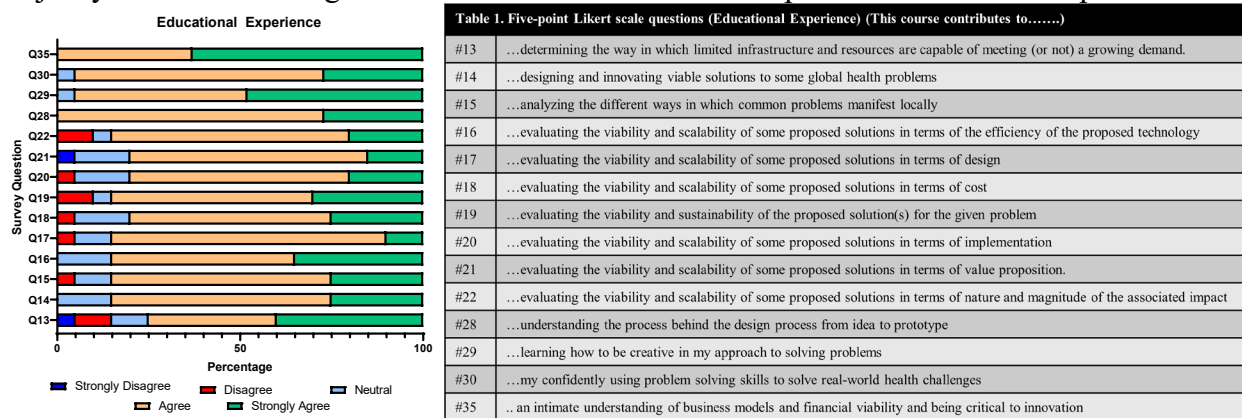 Educational Experience
Q35
Q30
Q29
Q28
Q22
Q21
Q20
Q19
Q18
Q17
Q16
Q15
Q14
Q13
Survey Question
0
50
100
Percentage
Strongly Disagree
Disagree
Neutral
Agree
Strongly Agree
Table 1. Five-point Likert scale questions (Educational Experience) (This course contributes to…….)
#13 …determining the way in which limited infrastructure and resources are capable of meeting (or not) a growing demand.
#14 …designing and innovating viable solutions to some global health problems
#15 …analyzing the different ways in which common problems manifest locally
#16 …evaluating the viability and scalability of some proposed solutions in terms of the efficiency of the proposed technology
#17 …evaluating the viability and scalability of some proposed solutions in terms of design
#18 …evaluating the viability and scalability of some proposed solutions in terms of cost
#19 …evaluating the viability and sustainability of the proposed solution(s) for the given problem
#20 …evaluating the viability and scalability of some proposed solutions in terms of implementation
#21 …evaluating the viability and scalability of some proposed solutions in terms of value proposition.
#22 …evaluating the viability and scalability of some proposed solutions in terms of nature and magnitude of the associated impact
#28 …understanding the process behind the design process from idea to prototype
#29 …learning how to be creative in my approach to solving problems
#30 …my confidently using problem solving skills to solve real-world health challenges
#35 .. an intimate understanding of business models and financial viability and being critical to innovation